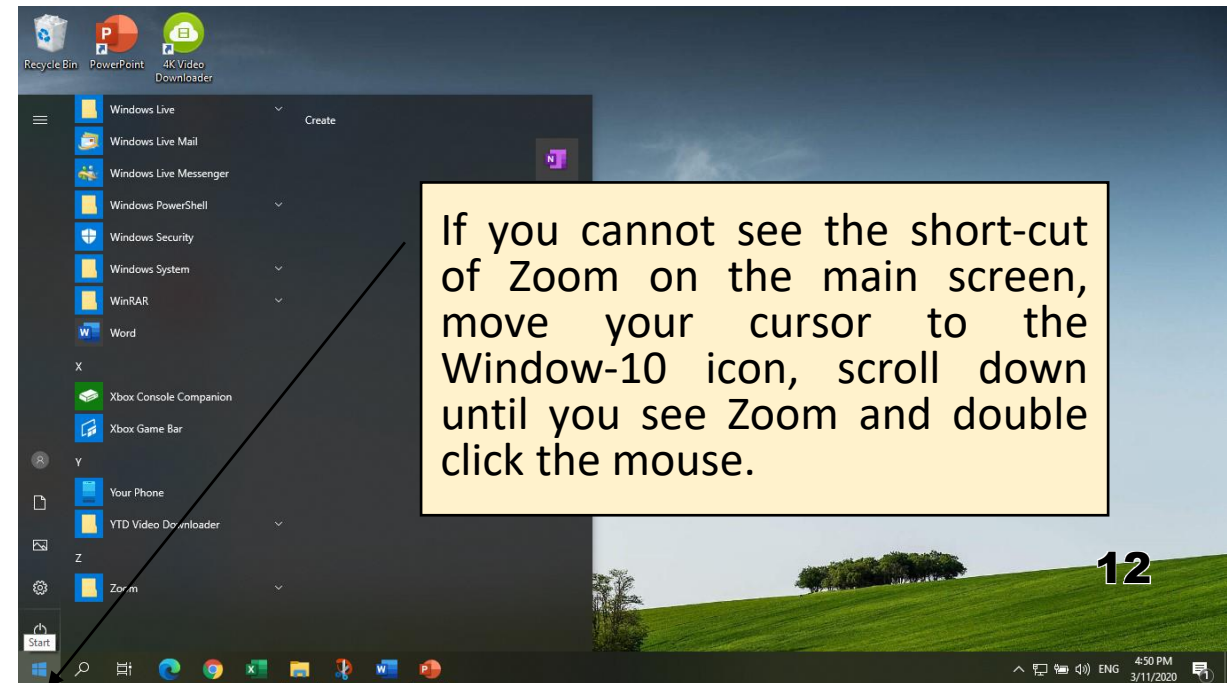 Recycle Bin PowerPoint 4K Video
Downloader
Windows Live
Create
Windows Live Mail
Windows Live Messenger
Windows PowerShell
Windows Security
Windows System
WinRAR
Word
X
Xbox Console Companion
Xbox Game Bar
Y
Your Phone
YTD Video Downloader
Z
Zoom
Start
If you cannot see the short-cut
of Zoom on the main screen,
move your cursor to the
Window-10 icon, scroll down
until you see Zoom and double
click the mouse.
12
ENG
4:50 PM
3/11/2020